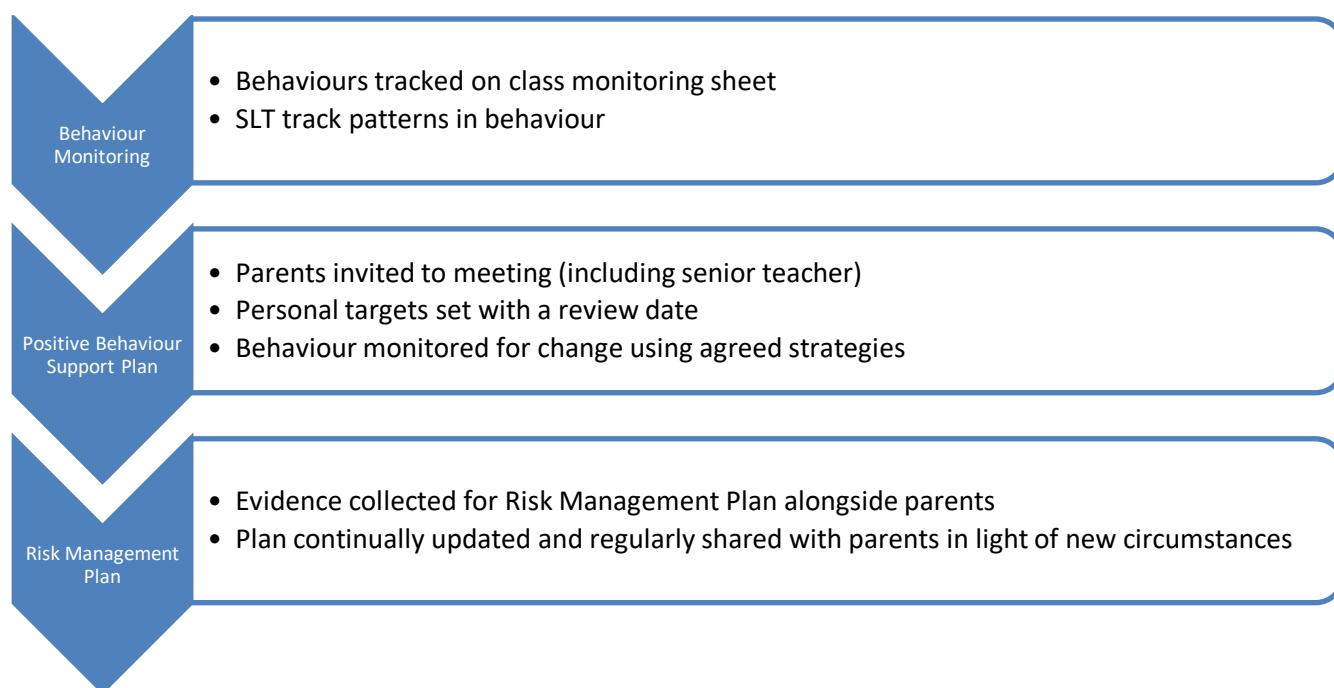 Behaviour
Monitoring
• Behaviours tracked on class monitoring sheet
• SLT track patterns in behaviour
Positive Behaviour
Support Plan
• Parents invited to meeting (including senior teacher)
• Personal targets set with a review date
• Behaviour monitored for change using agreed strategies
Risk Management
Plan
• Evidence collected for Risk Management Plan alongside parents
• Plan continually updated and regularly shared with parents in light of new circumstances